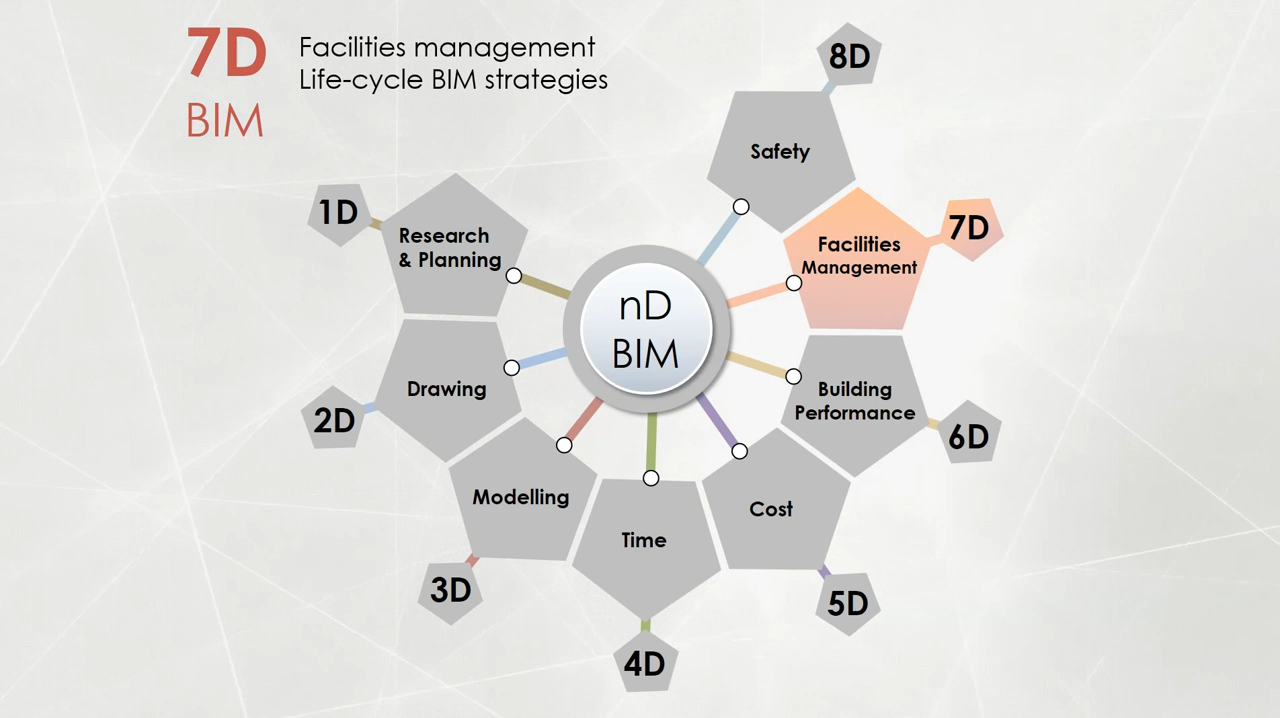 7D
BIM
Facilities management
Life-cycle BIM strategies
8D
Safety
1D
Research
& Planning
7D
Facilities
Management
nD
BIM
2D
Drawing
Building
Performance
6D
Modelling
3D
Time
4D
Cost
5D